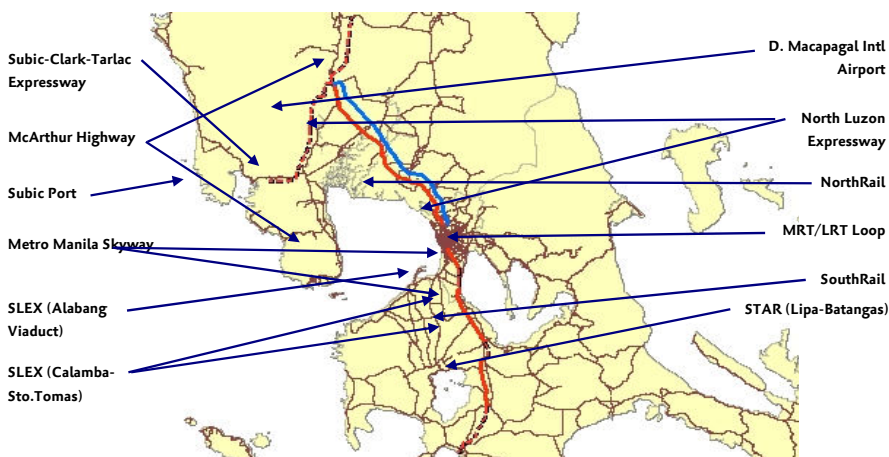 Subic-Clark-Tarlac
Expressway
McArthur Highway
Subic Port
Metro Manila Skyway
SLEX (Alabang
Viaduct)
SLEX (Calamba-
Sto.Tomas)
D. Macapagal Intl
Airport
North Luzon
Expressway
NorthRail
MRT/LRT Loop
SouthRail
STAR (Lipa-Batangas)